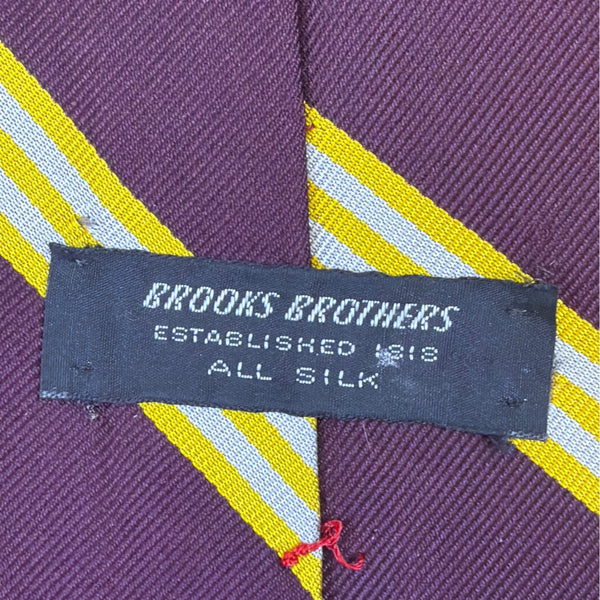 BROOKS BROTHERS
ESTABLISHED 1818
ALL SILK